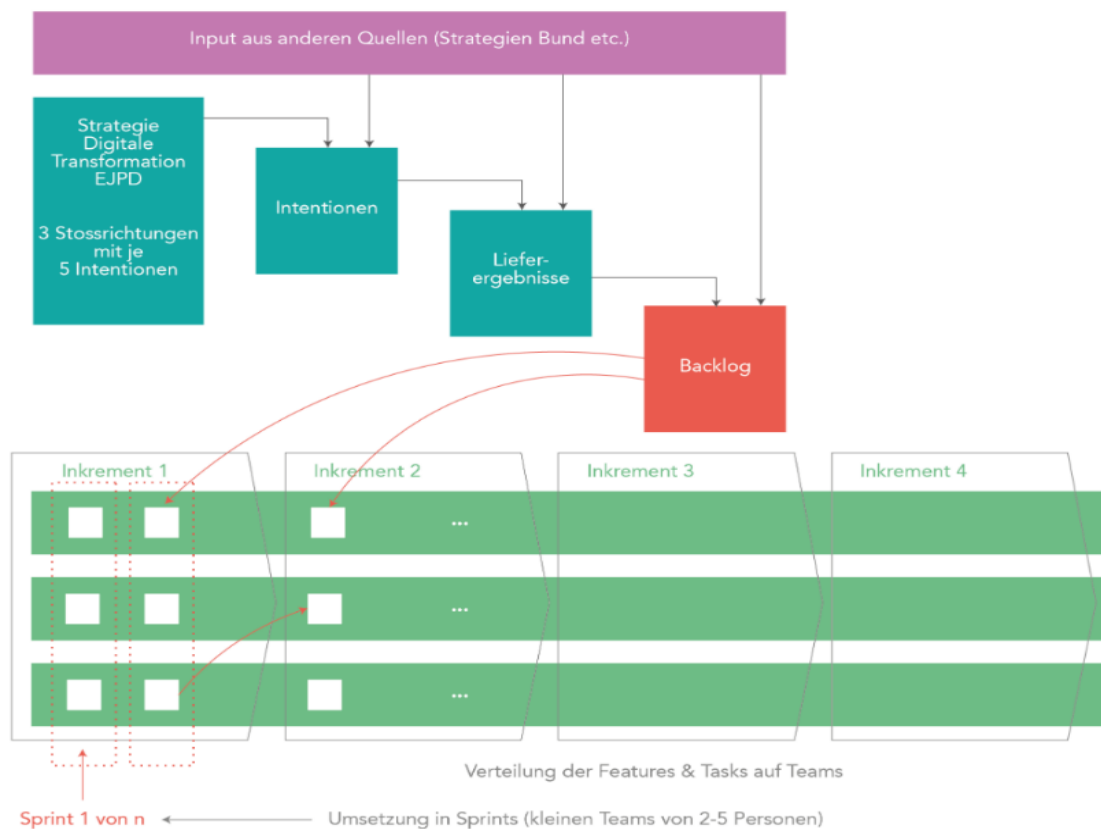 Input aus anderen Quellen (Strategien Bund etc.)
Strategie
Digitale
Transformation
EJPD
3 Stossrichtungen
mit je
5 Intentionen
Intentionen
Liefer-
ergebnisse
Backlog
Inkrement 1
Inkrement 2
Inkrement 3
Inkrement 4
...
...
...
Verteilung der Features & Tasks auf Teams
Sprint 1 von n
Umsetzung in Sprints (kleinen Teams von 2-5 Personen)